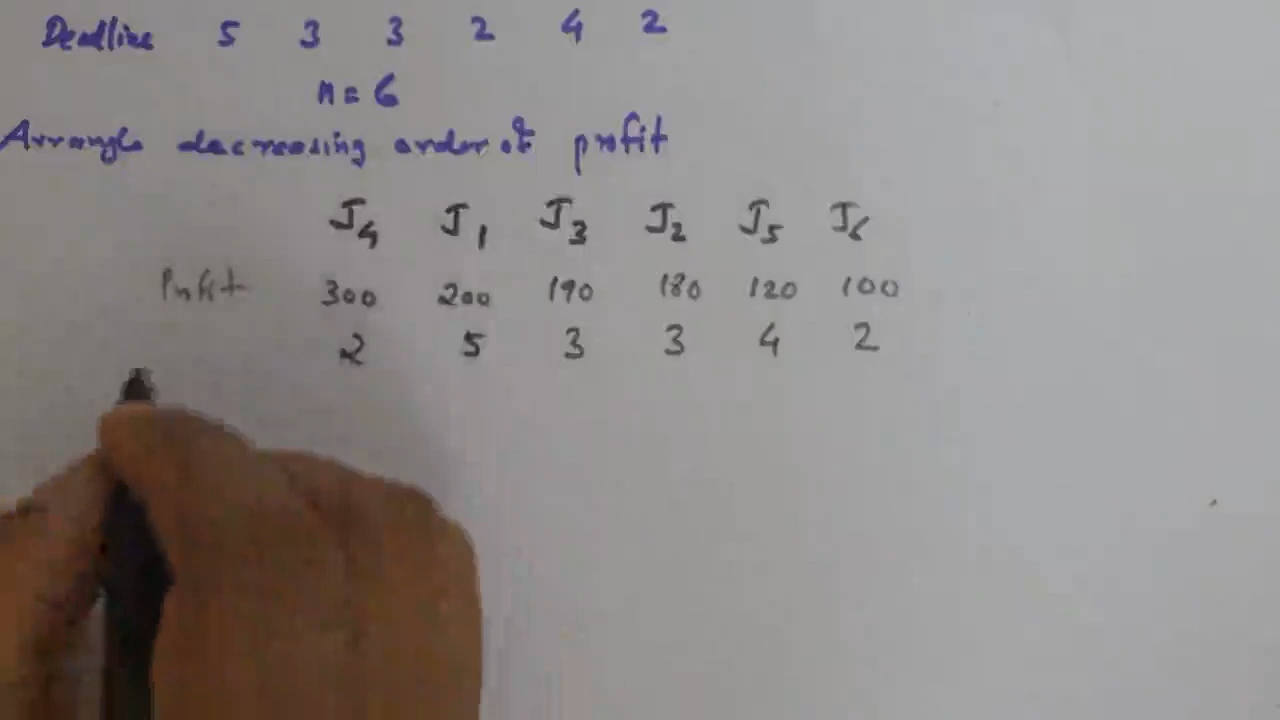 Deadline 5 3 3 2 4 2
n = 6
Arrange decreasing order of profit
J4 J1 J3 J2 J5 J6
Profit 300 200 190 180 120 100
2 5 3 3 4 2